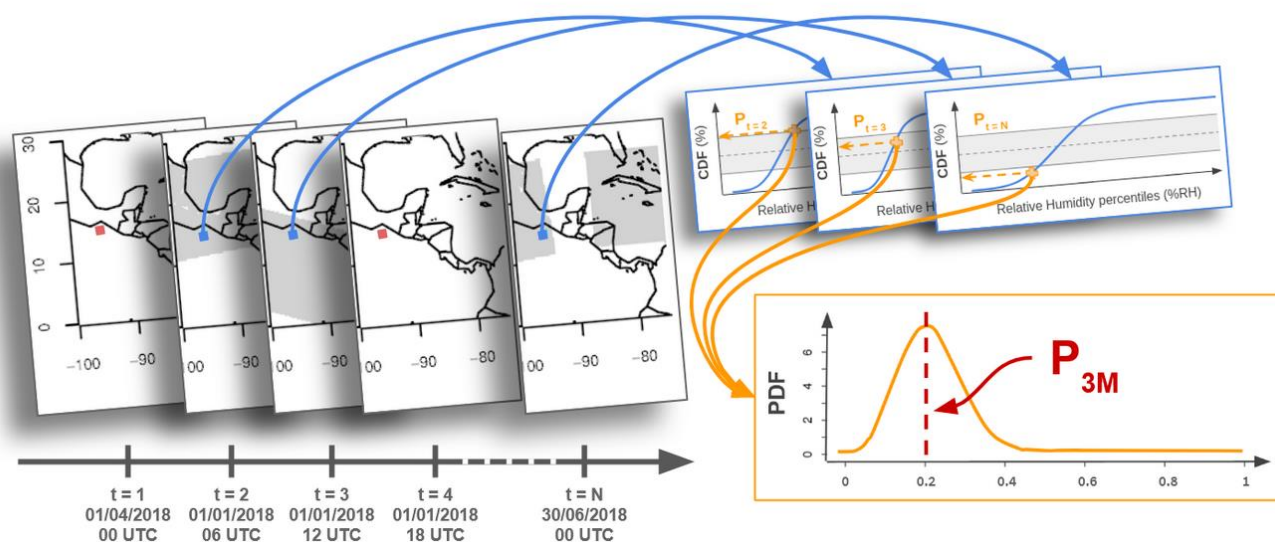 30
20
10
0
−100
−90
00
00
−90
−80
00
−90
−80
t = 1
01/04/2018
00 UTC
t = 2
01/01/2018
06 UTC
t = 3
01/01/2018
12 UTC
t = 4
01/01/2018
18 UTC
t = N
30/06/2018
00 UTC
CDF (%)
P t = 2
Relative H
CDF (%)
P t = 3
Relative H
CDF (%)
P t = N
Relative Humidity percentiles (%RH)
PDF
6
4
2
0
0
0.2
0.4
0.6
0.8
1
P 3M